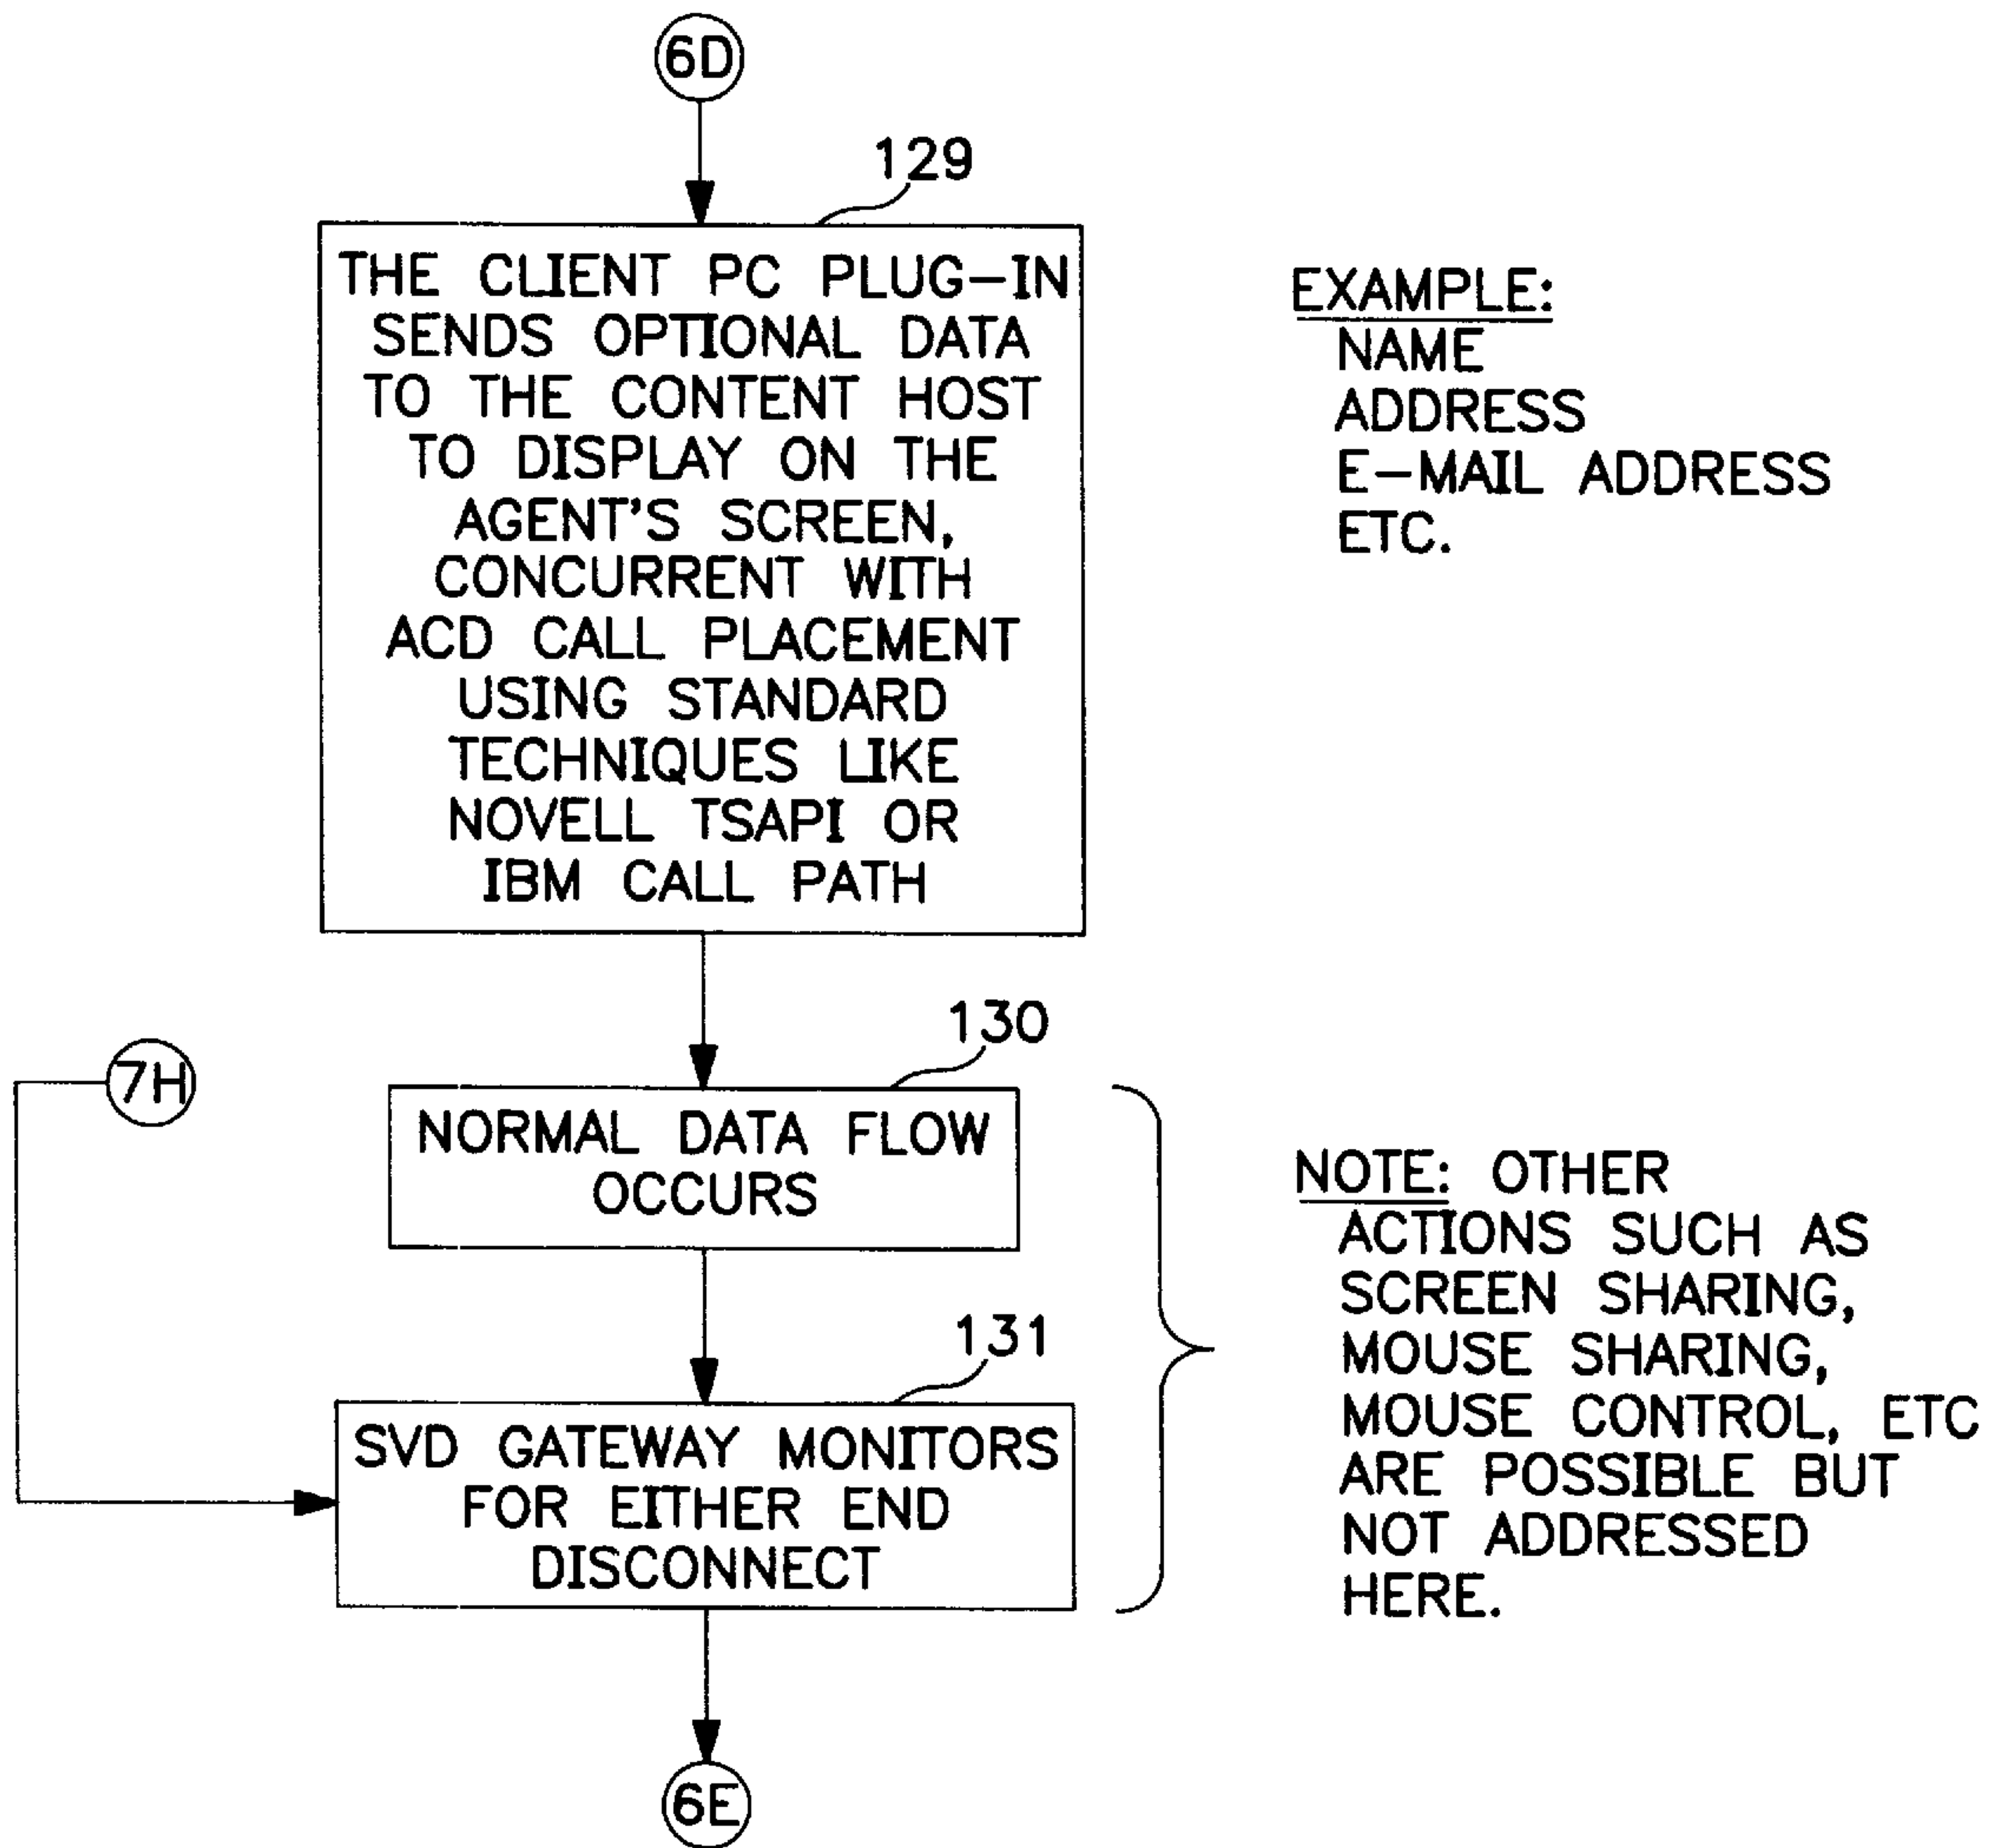 6D
129
THE CLIENT PC PLUG-IN
SENDS OPTIONAL DATA
TO THE CONTENT HOST
TO DISPLAY ON THE
AGENT'S SCREEN,
CONCURRENT WITH
ACD CALL PLACEMENT
USING STANDARD
TECHNIQUES LIKE
NOVELL TSAPI OR
IBM CALL PATH
EXAMPLE:
NAME
ADDRESS
E-MAIL ADDRESS
ETC.
7H
130
NORMAL DATA FLOW
OCCURS
131
SVD GATEWAY MONITORS
FOR EITHER END
DISCONNECT
NOTE: OTHER
ACTIONS SUCH AS
SCREEN SHARING,
MOUSE SHARING,
MOUSE CONTROL, ETC
ARE POSSIBLE BUT
NOT ADDRESSED
HERE.
6E